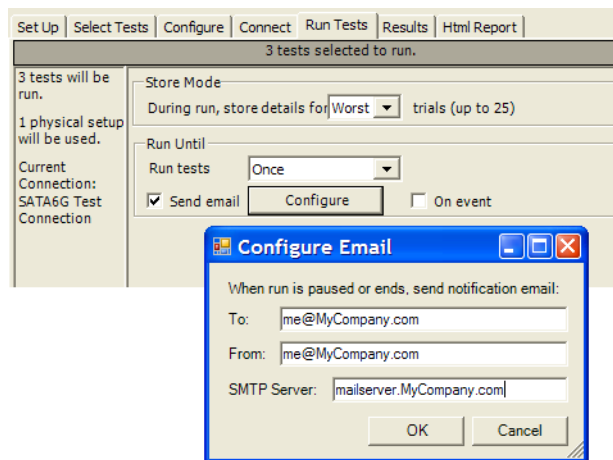 Set Up Select Tests Configure Connect Run Tests Results Html Report
3 tests selected to run.
3 tests will be
run.
1 physical setup
will be used.
Current
Connection:
SATA6G Test
Connection
Store Mode
During run, store details for Worst trials (up to 25)
Run Until
Run tests Once
Send email Configure On event
Configure Email
When run is paused or ends, send notification email:
To: me@MyCompany.com
From: me@MyCompany.com
SMTP Server: mailserver.MyCompany.com
OK Cancel